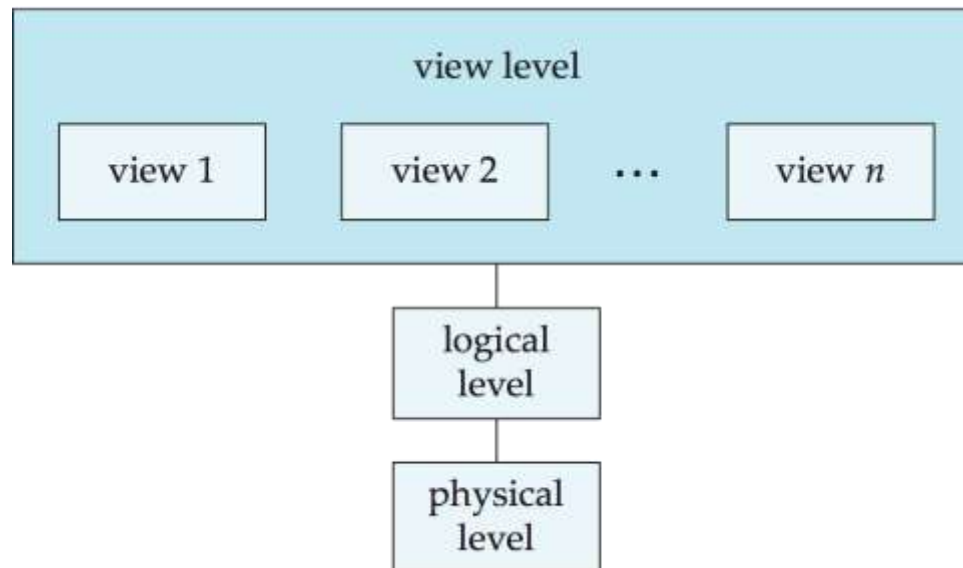 view level
view 1 view 2 ... view n
logical
level
physical
level